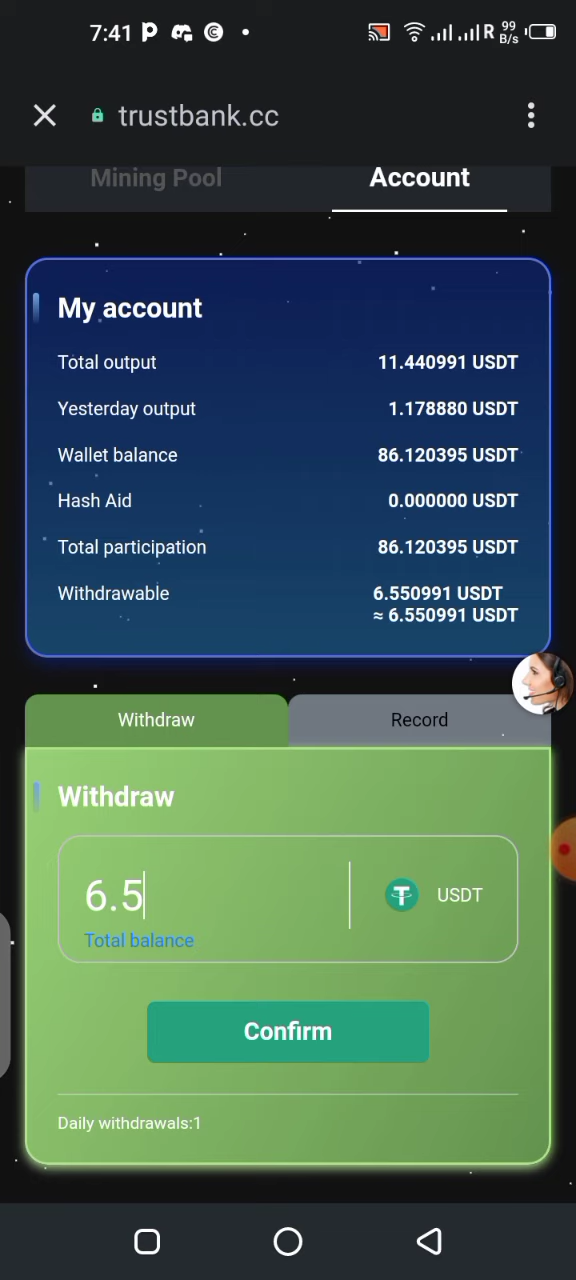 7:41
R 99 B/s
trustbank.cc
Mining Pool Account
My account
Total output 11.440991 USDT
Yesterday output 1.178880 USDT
Wallet balance 86.120395 USDT
Hash Aid 0.000000 USDT
Total participation 86.120395 USDT
Withdrawable 6.550991 USDT
≈ 6.550991 USDT
Withdraw Record
Withdraw
6.5 USDT
Total balance
Confirm
Daily withdrawals:1